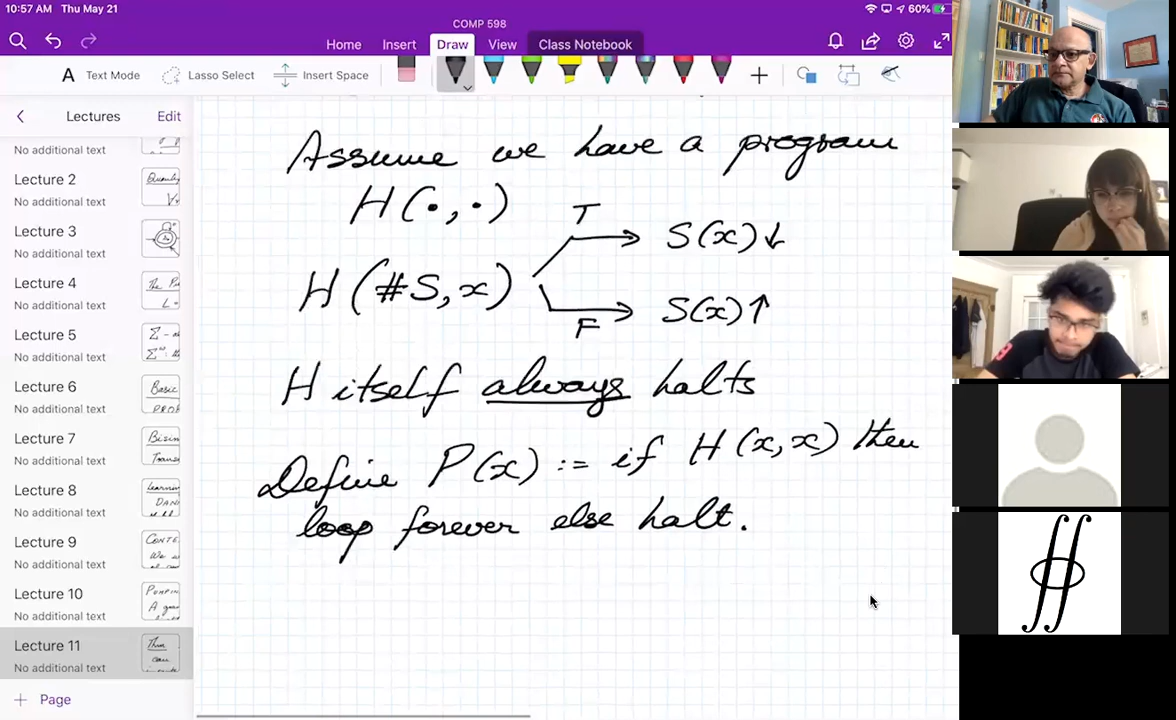 10:57 AM Thu May 21
60%
COMP 598
Home Insert Draw View Class Notebook
A Text Mode Lasso Select Insert Space
Lectures Edit
No additional text
Lecture 2
No additional text
Lecture 3
No additional text
Lecture 4
No additional text
Lecture 5
No additional text
Lecture 6
No additional text
Lecture 7
No additional text
Lecture 8
No additional text
Lecture 9
No additional text
Lecture 10
No additional text
Lecture 11
No additional text
+ Page
Assume we have a program
H(·,·)
T
S(x)↓
H(#S,x)
F
S(x)↑
H itself always halts
Define P(x) := if H(x,x) then
loop forever else halt.